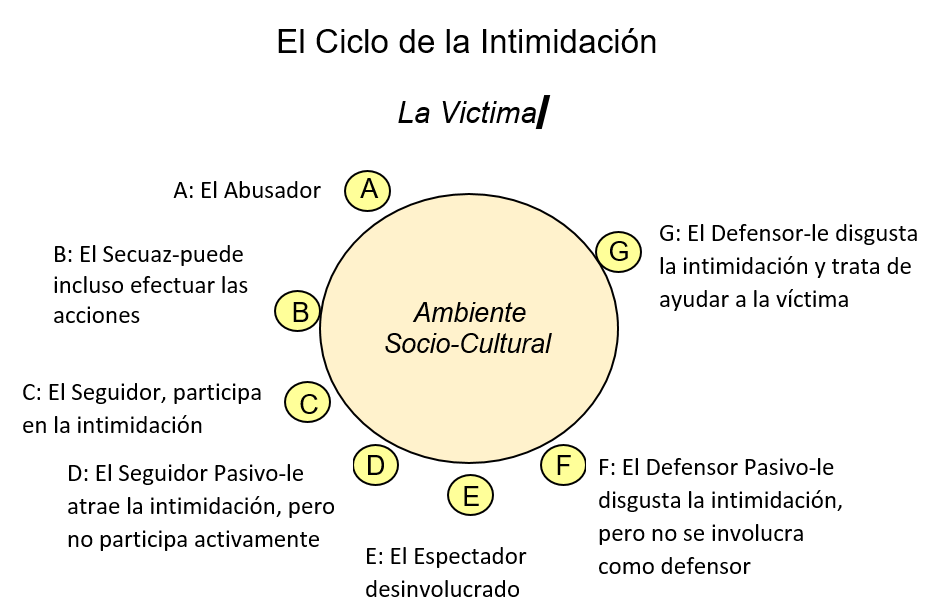 El Ciclo de la Intimidación
La Victima
A: El Abusador
A
B: El Secuaz-puede
incluso efectuar las
acciones
B
C: El Seguidor, participa
en la intimidación
C
D: El Seguidor Pasivo-le
atrae la intimidación, pero
no participa activamente
D
E
E: El Espectador
desinvolucrado
F
F: El Defensor Pasivo-le
disgusta la intimidación,
pero no se involucra
como defensor
G
G: El Defensor-le disgusta
la intimidación y trata de
ayudar a la víctima
Ambiente
Socio-Cultural